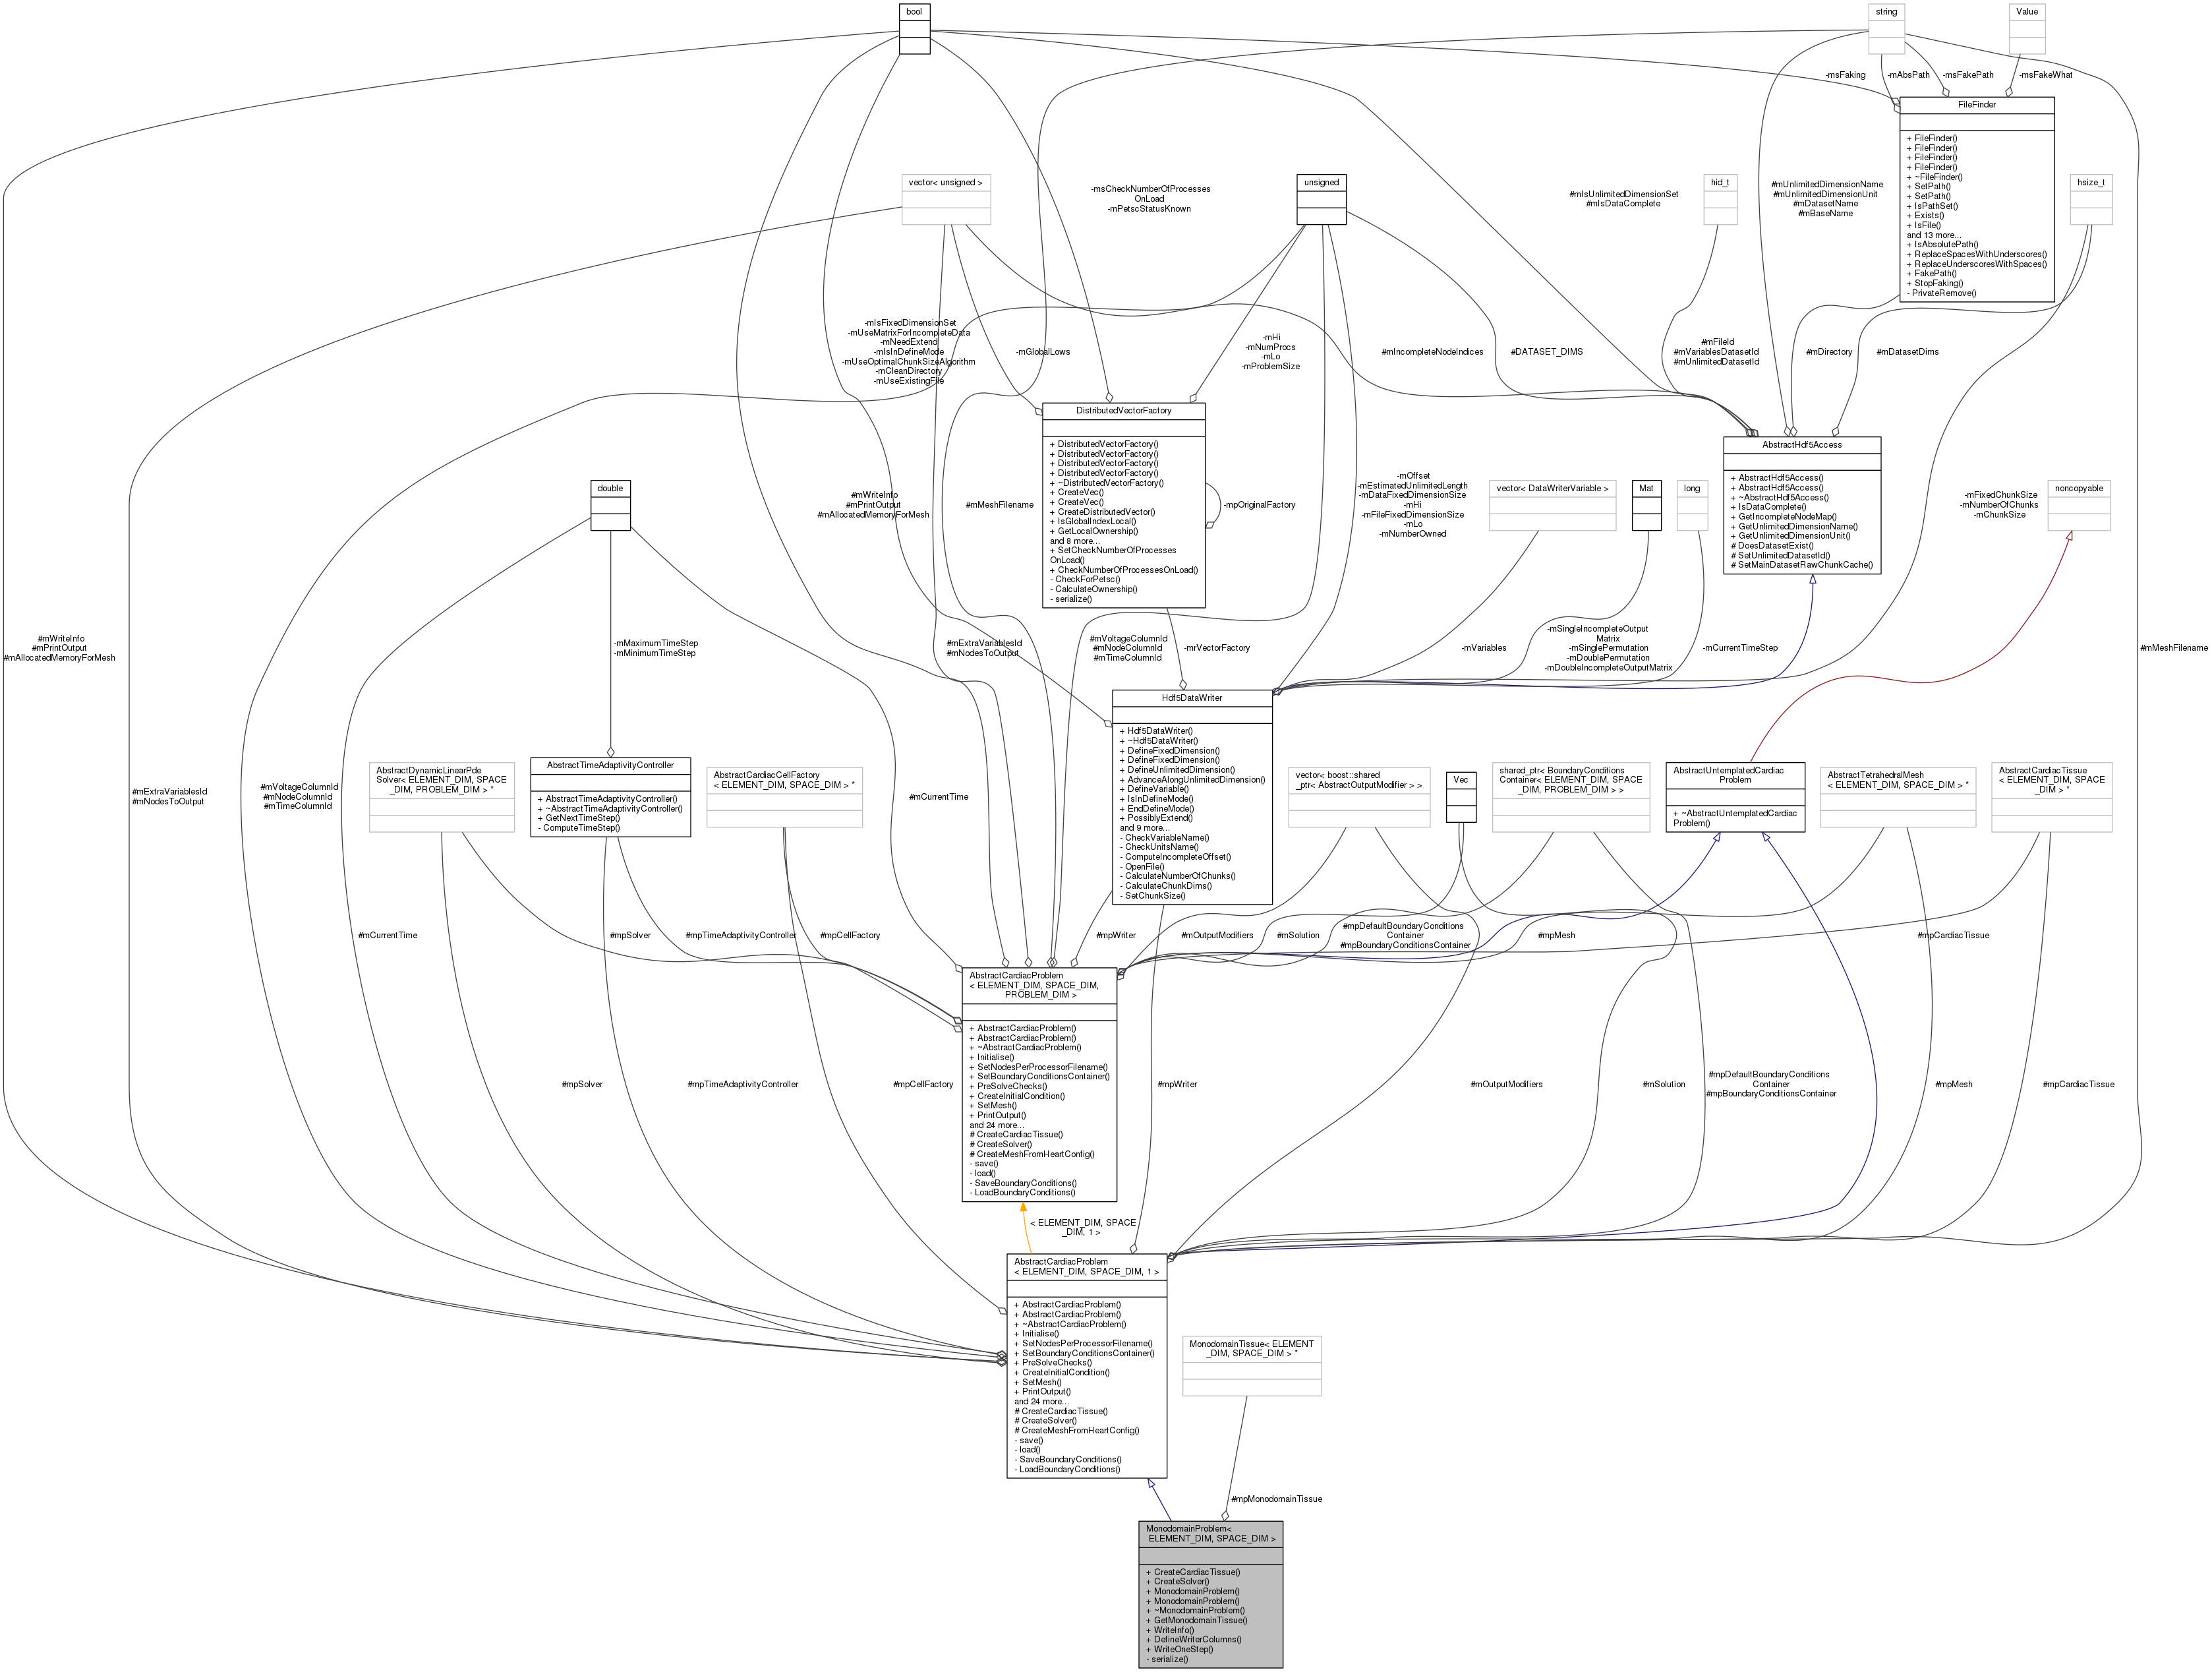 bool
string
Value
-msFaking
-mAbsPath
-msFakePath
-msFakeWhat
FileFinder
+ FileFinder()
+ FileFinder()
+ FileFinder()
+ FileFinder()
+ ~FileFinder()
+ SetPath()
+ SetPath()
+ IsPathSet()
+ Exists()
+ IsFile()
and 13 more...
+ IsAbsolutePath()
+ ReplaceSpacesWithUnderscores()
+ ReplaceUnderscoresWithSpaces()
+ FakePath()
+ StopFaking()
- PrivateRemove()
vector< unsigned >
-msCheckNumberOfProcesses
OnLoad
-mPetscStatusKnown
unsigned
#mIsUnlimitedDimensionSet
#mIsDataComplete
hid_t
#mUnlimitedDimensionName
#mUnlimitedDimensionUnit
#mDatasetName
#mBaseName
hsize_t
-mIsFixedDimensionSet
-mUseMatrixForIncompleteData
-mNeedExtend
-mIsInDefineMode
-mUseOptimalChunkSizeAlgorithm
-mCleanDirectory
-mUseExistingFile
-mGlobalLows
-mHi
-mNumProcs
-mLo
-mProblemSize
#mIncompleteNodeIndices
#DATASET_DIMS
#mFileId
#mVariablesDatasetId
#mUnlimitedDatasetId
#mDirectory
#mDatasetDims
DistributedVectorFactory
+ DistributedVectorFactory()
+ DistributedVectorFactory()
+ DistributedVectorFactory()
+ DistributedVectorFactory()
+ ~DistributedVectorFactory()
+ CreateVec()
+ CreateVec()
+ CreateDistributedVector()
+ IsGlobalIndexLocal()
+ GetLocalOwnership()
and 8 more...
+ SetCheckNumberOfProcesses
OnLoad()
+ CheckNumberOfProcessesOnLoad()
- CheckForPetsc()
- CalculateOwnership()
- serialize()
-mpOriginalFactory
AbstractHdf5Access
+ AbstractHdf5Access()
+ AbstractHdf5Access()
+ ~AbstractHdf5Access()
+ IsDataComplete()
+ GetIncompleteNodeMap()
+ GetUnlimitedDimensionName()
+ GetUnlimitedDimensionUnit()
# DoesDatasetExist()
# SetUnlimitedDatasetId()
# SetMainDatasetRawChunkCache()
double
#mWriteInfo
#mPrintOutput
#mAllocatedMemoryForMesh
#mMeshFilename
-mOffset
-mEstimatedUnlimitedLength
-mDataFixedDimensionSize
-mHi
-mFileFixedDimensionSize
-mLo
-mNumberOwned
vector< DataWriterVariable >
Mat
long
-mFixedChunkSize
-mNumberOfChunks
-mChunkSize
noncopyable
#mWriteInfo
#mPrintOutput
#mAllocatedMemoryForMesh
-mMaximumTimeStep
-mMinimumTimeStep
#mExtraVariablesId
#mNodesToOutput
#mVoltageColumnId
#mNodeColumnId
#mTimeColumnId
-mrVectorFactory
-mVariables
-mSingleIncompleteOutput
Matrix
-mSinglePermutation
-mDoublePermutation
-mDoubleIncompleteOutputMatrix
-mCurrentTimeStep
#mMeshFilename
Hdf5DataWriter
+ Hdf5DataWriter()
+ ~Hdf5DataWriter()
+ DefineFixedDimension()
+ DefineFixedDimension()
+ DefineUnlimitedDimension()
+ AdvanceAlongUnlimitedDimension()
+ DefineVariable()
+ IsInDefineMode()
+ EndDefineMode()
+ PossiblyExtend()
and 9 more...
- CheckVariableName()
- CheckUnitsName()
- ComputeIncompleteOffset()
- OpenFile()
- CalculateNumberOfChunks()
- CalculateChunkDims()
- SetChunkSize()
#mExtraVariablesId
#mNodesToOutput
#mVoltageColumnId
#mNodeColumnId
#mTimeColumnId
AbstractDynamicLinearPde
Solver< ELEMENT_DIM, SPACE
_DIM, PROBLEM_DIM > *
AbstractTimeAdaptivityController
+ AbstractTimeAdaptivityController()
+ ~AbstractTimeAdaptivityController()
+ GetNextTimeStep()
- ComputeTimeStep()
AbstractCardiacCellFactory
< ELEMENT_DIM, SPACE_DIM > *
#mCurrentTime
vector< boost::shared
_ptr< AbstractOutputModifier > >
Vec
shared_ptr< BoundaryConditions
Container< ELEMENT_DIM, SPACE
_DIM, PROBLEM_DIM > >
AbstractUntemplatedCardiac
Problem
+ ~AbstractUntemplatedCardiac
Problem()
AbstractTetrahedralMesh
< ELEMENT_DIM, SPACE_DIM > *
AbstractCardiacTissue
< ELEMENT_DIM, SPACE
_DIM > *
#mCurrentTime
#mpSolver
#mpTimeAdaptivityController
#mpCellFactory
#mpWriter
#mOutputModifiers
#mSolution
#mpDefaultBoundaryConditions
Container
#mpBoundaryConditionsContainer
#mpMesh
#mpCardiacTissue
AbstractCardiacProblem
< ELEMENT_DIM, SPACE_DIM,
PROBLEM_DIM >
+ AbstractCardiacProblem()
+ AbstractCardiacProblem()
+ ~AbstractCardiacProblem()
+ Initialise()
+ SetNodesPerProcessorFilename()
+ SetBoundaryConditionsContainer()
+ PreSolveChecks()
+ CreateInitialCondition()
+ SetMesh()
+ PrintOutput()
and 24 more...
# CreateCardiacTissue()
# CreateSolver()
# CreateMeshFromHeartConfig()
- save()
- load()
- SaveBoundaryConditions()
- LoadBoundaryConditions()
#mpSolver
#mpTimeAdaptivityController
#mpCellFactory
#mpWriter
#mOutputModifiers
#mSolution
#mpDefaultBoundaryConditions
Container
#mpBoundaryConditionsContainer
#mpMesh
#mpCardiacTissue
< ELEMENT_DIM, SPACE
_DIM, 1 >
AbstractCardiacProblem
< ELEMENT_DIM, SPACE_DIM, 1 >
+ AbstractCardiacProblem()
+ AbstractCardiacProblem()
+ ~AbstractCardiacProblem()
+ Initialise()
+ SetNodesPerProcessorFilename()
+ SetBoundaryConditionsContainer()
+ PreSolveChecks()
+ CreateInitialCondition()
+ SetMesh()
+ PrintOutput()
and 24 more...
# CreateCardiacTissue()
# CreateSolver()
# CreateMeshFromHeartConfig()
- save()
- load()
- SaveBoundaryConditions()
- LoadBoundaryConditions()
MonodomainTissue< ELEMENT
_DIM, SPACE_DIM > *
#mpMonodomainTissue
MonodomainProblem<
ELEMENT_DIM, SPACE_DIM >
+ CreateCardiacTissue()
+ CreateSolver()
+ MonodomainProblem()
+ MonodomainProblem()
+ ~MonodomainProblem()
+ GetMonodomainTissue()
+ WriteInfo()
+ DefineWriterColumns()
+ WriteOneStep()
- serialize()